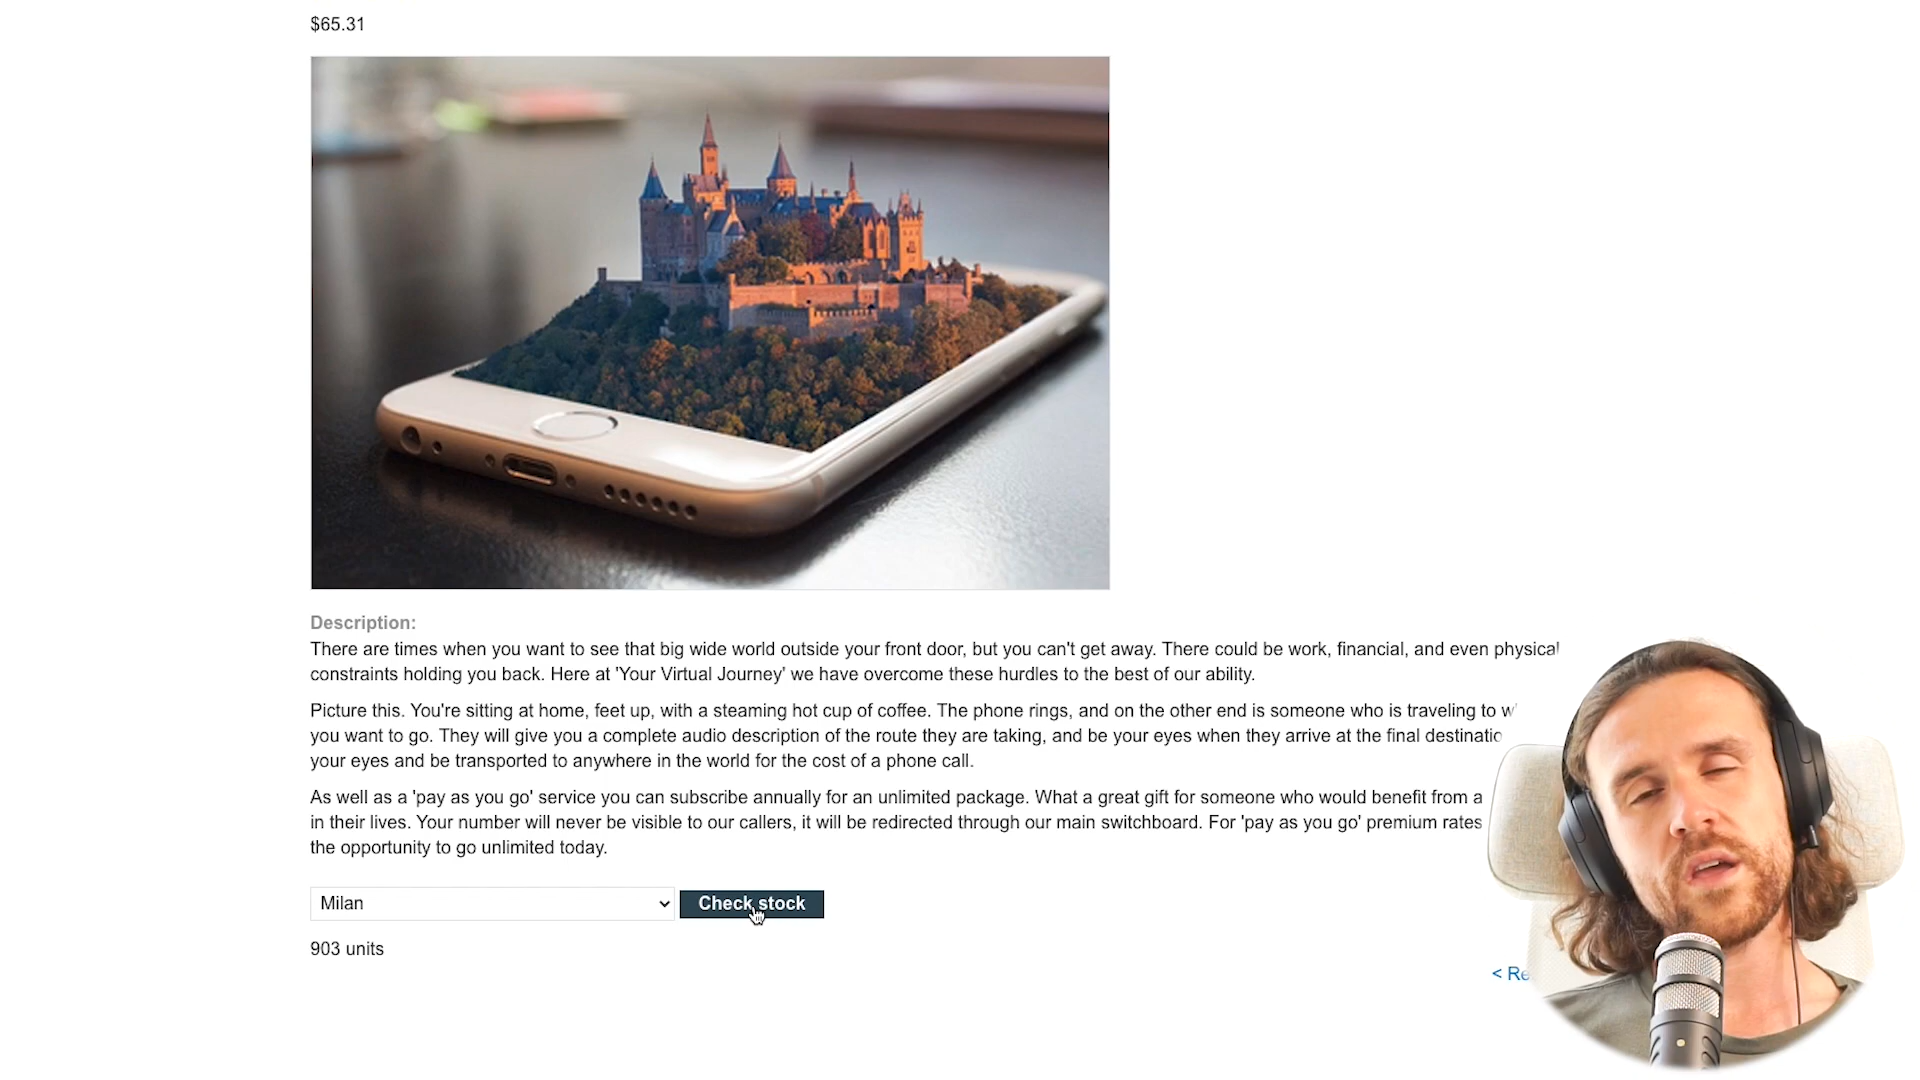 $65.31
Description:
There are times when you want to see that big wide world outside your front door, but you can't get away. There could be work, financial, and even physical
constraints holding you back. Here at 'Your Virtual Journey' we have overcome these hurdles to the best of our ability.
Picture this. You're sitting at home, feet up, with a steaming hot cup of coffee. The phone rings, and on the other end is someone who is traveling to
you want to go. They will give you a complete audio description of the route they are taking, and be your eyes when they arrive at the final
your eyes and be transported to anywhere in the world for the cost of a phone call.
As well as a 'pay as you go' service you can subscribe annually for an unlimited package. What a great gift for someone who would benefit from a
in their lives. Your number will never be visible to our callers, it will be redirected through our main switchboard. For 'pay as you go' premium rates
the opportunity to go unlimited today.
Milan Check stock
903 units
<